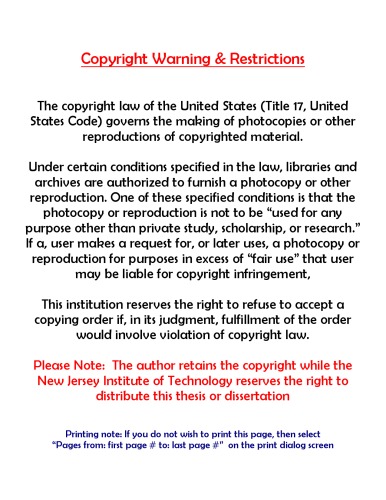 Copyright Warning & Restrictions
The copyright law of the United States (Title 17, United
States Code) governs the making of photocopies or other
reproductions of copyrighted material.
Under certain conditions specified in the law, libraries and
archives are authorized to furnish a photocopy or other
reproduction. One of these specified conditions is that the
photocopy or reproduction is not to be “used for any
purpose other than private study, scholarship, or research.”
If a, user makes a request for, or later uses, a photocopy or
reproduction for purposes in excess of “fair use” that user
may be liable for copyright infringement,
This institution reserves the right to refuse to accept a
copying order if, in its judgment, fulfillment of the order
would involve violation of copyright law.
Please Note: The author retains the copyright while the
New Jersey Institute of Technology reserves the right to
distribute this thesis or dissertation
Printing note: If you do not wish to print this page, then select
“Pages from: first page # to: last page #” on the print dialog screen